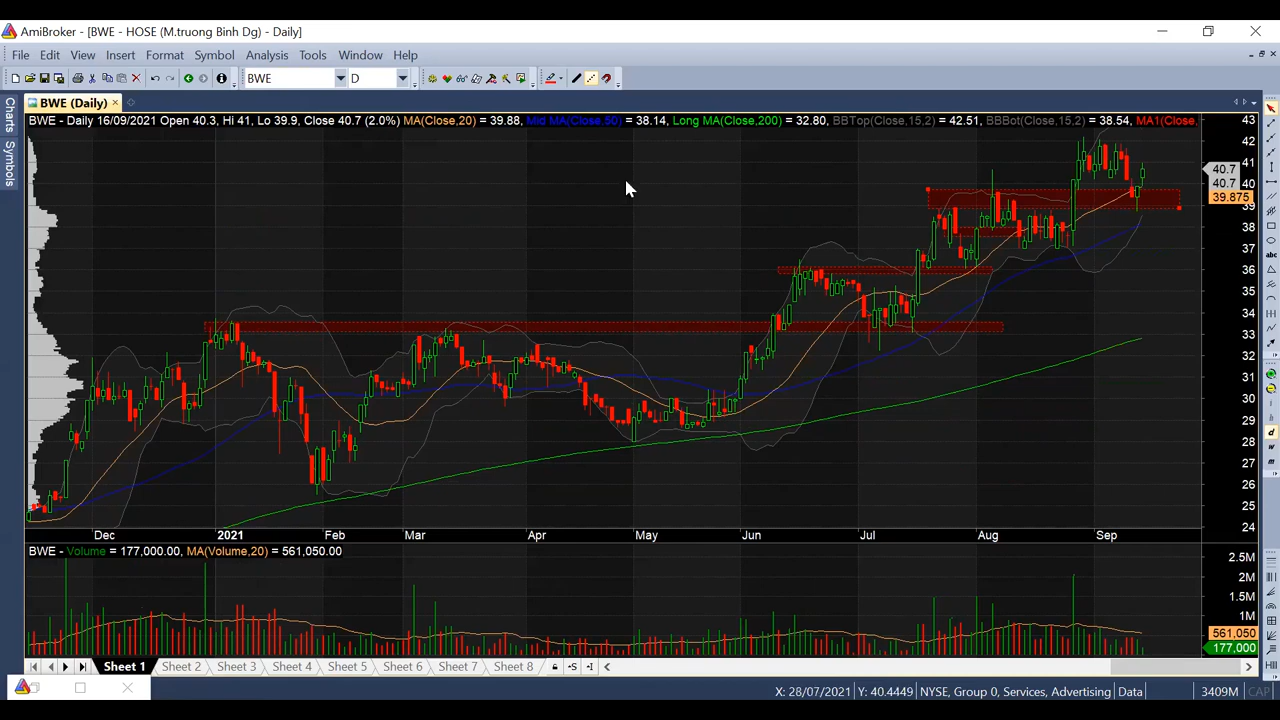 AmiBroker - [BWE - HOSE (M.truong Binh Dg) - Daily]
File Edit View Insert Format Symbol Analysis Tools Window Help
BWE D
BWE (Daily)
Charts
Symbols
BWE - Daily 16/09/2021 Open 40.3, Hi 41, Lo 39.9, Close 40.7 (2.0%) MA(Close,20) = 39.88, Mid MA(Close,50) = 38.14, Long MA(Close,200) = 32.80, BBTop(Close,15,2) = 42.51, BBBot(Close,15,2) = 38.54, MA1(Close,
43
42
41
40.7
40.7
40
39.875
39
38
37
36
35
34
33
32
31
30
29
28
27
26
25
24
Dec 2021 Feb Mar Apr May Jun Jul Aug Sep
BWE - Volume = 177,000.00, MA(Volume,20) = 561,050.00
2.5M
2M
1.5M
1M
561,050
177,000
Sheet 1 Sheet 2 Sheet 3 Sheet 4 Sheet 5 Sheet 6 Sheet 7 Sheet 8
X: 28/07/2021 Y: 40.4449 NYSE, Group 0, Services, Advertising Data 3409M CAP
abc
d
w
m